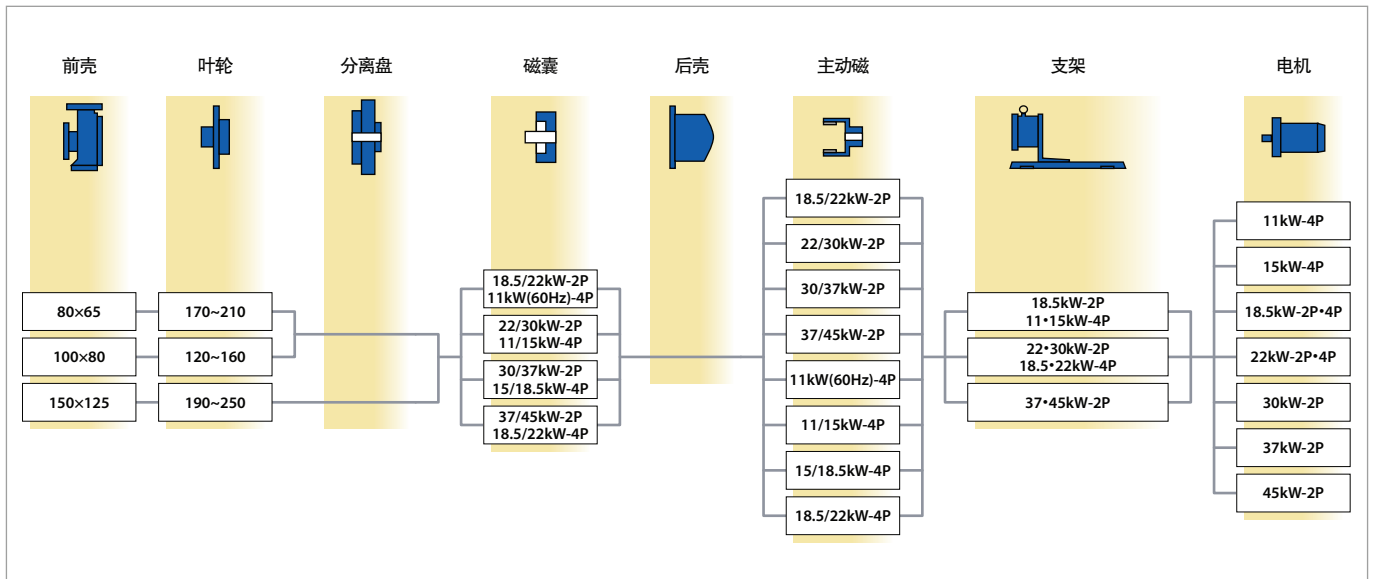 前壳
叶轮
分离盘
磁囊
后壳
主动磁
支架
电机
80×65
100×80
150×125
170~210
120~160
190~250
18.5/22kW-2P
11kW(60Hz)-4P
22/30kW-2P
11/15kW-4P
30/37kW-2P
15/18.5kW-4P
37/45kW-2P
18.5/22kW-4P
18.5/22kW-2P
22/30kW-2P
30/37kW-2P
37/45kW-2P
11kW(60Hz)-4P
11/15kW-4P
15/18.5kW-4P
18.5/22kW-4P
18.5kW-2P
11•15kW-4P
22•30kW-2P
18.5•22kW-4P
37•45kW-2P
11kW-4P
15kW-4P
18.5kW-2P•4P
22kW-2P•4P
30kW-2P
37kW-2P
45kW-2P